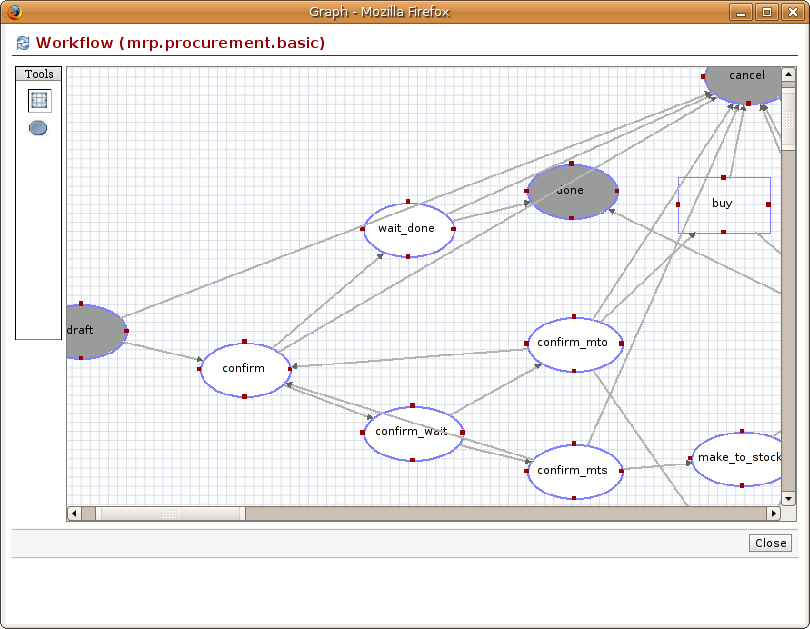 Graph - Mozilla Firefox
Workflow (mrp.procurement.basic)
Tools
cancel
done
buy
wait_done
draft
confirm
confirm_mto
confirm_wait
confirm_mts
make_to_stock
Close